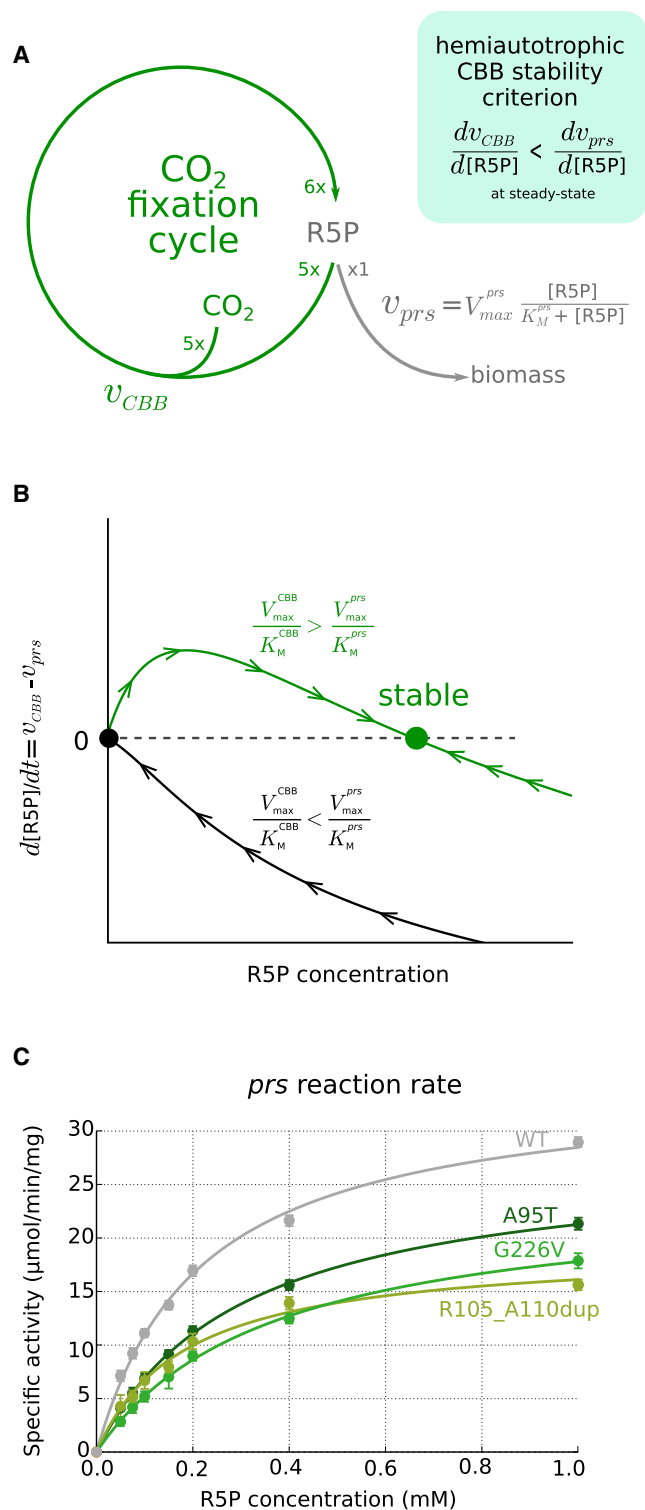 A
hemiautotrophic
CBB stability
criterion
dv_CBB / d[R5P] < dv_prs / d[R5P]
at steady-state
CO2
fixation
cycle
6x
R5P
5x
x1
CO2
5x
v_CBB
v_prs = V_max^prs [R5P] / K_M^prs + [R5P]
biomass
B
V_max^CBB / K_M^CBB > V_max^prs / K_M^prs
stable
0
V_max^CBB / K_M^CBB < V_max^prs / K_M^prs
d[R5P]/dt = v_CBB - v_prs
R5P concentration
C
prs reaction rate
30
25
20
15
10
5
0
WT
A95T
G226V
R105_A110dup
Specific activity (μmol/min/mg)
0.0 0.2 0.4 0.6 0.8 1.0
R5P concentration (mM)